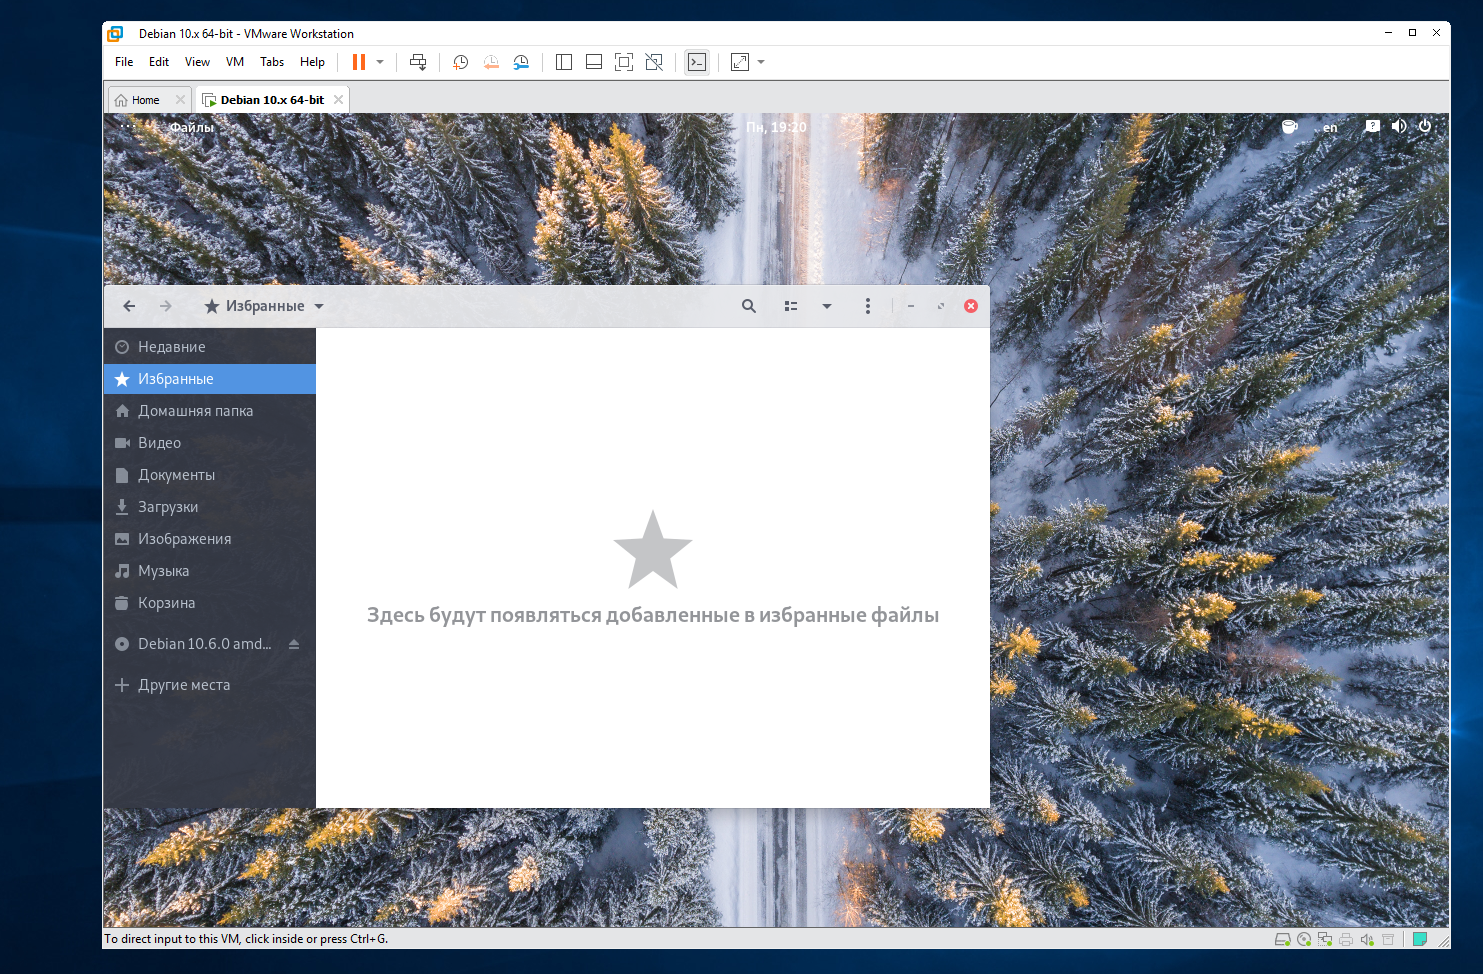 Debian 10.x 64-bit - VMware Workstation
File Edit View VM Tabs Help
Home Debian 10.x 64-bit
Файлы Пн, 19:20 en
Избранные
Недавние
Избранные
Домашняя папка
Видео
Документы
Загрузки
Изображения
Музыка
Корзина
Debian 10.6.0 amd...
Другие места
Здесь будут появляться добавленные в избранные файлы
To direct input to this VM, click inside or press Ctrl+G.